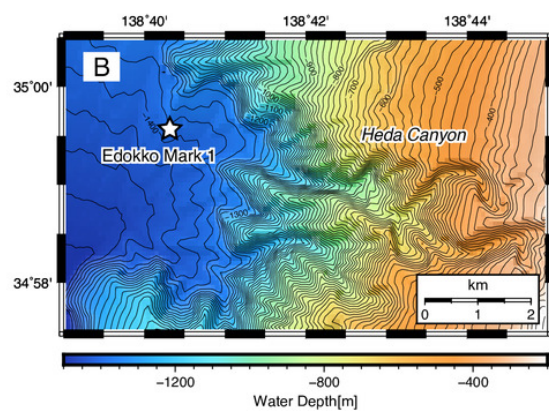 138°40' 138°42' 138°44'
B
35°00'
Heda Canyon
Edokko Mark 1
34°58'
km
0 1 2
−1200 −800 −400
Water Depth[m]